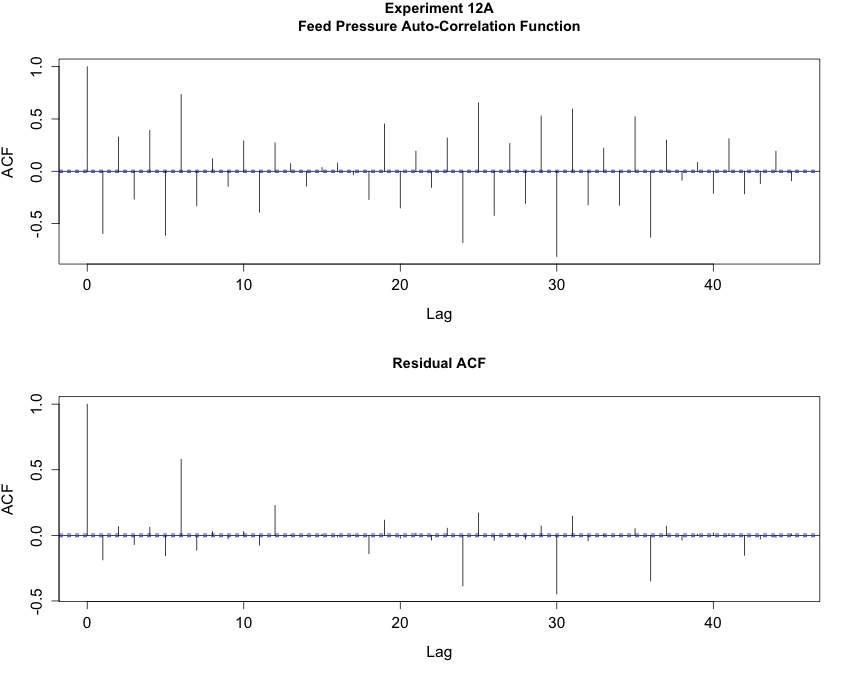 Experiment 12A
Feed Pressure Auto-Correlation Function
1.0
0.5
0.0
-0.5
ACF
0 10 20 30 40
Lag
Residual ACF
1.0
0.5
0.0
-0.5
ACF
0 10 20 30 40
Lag